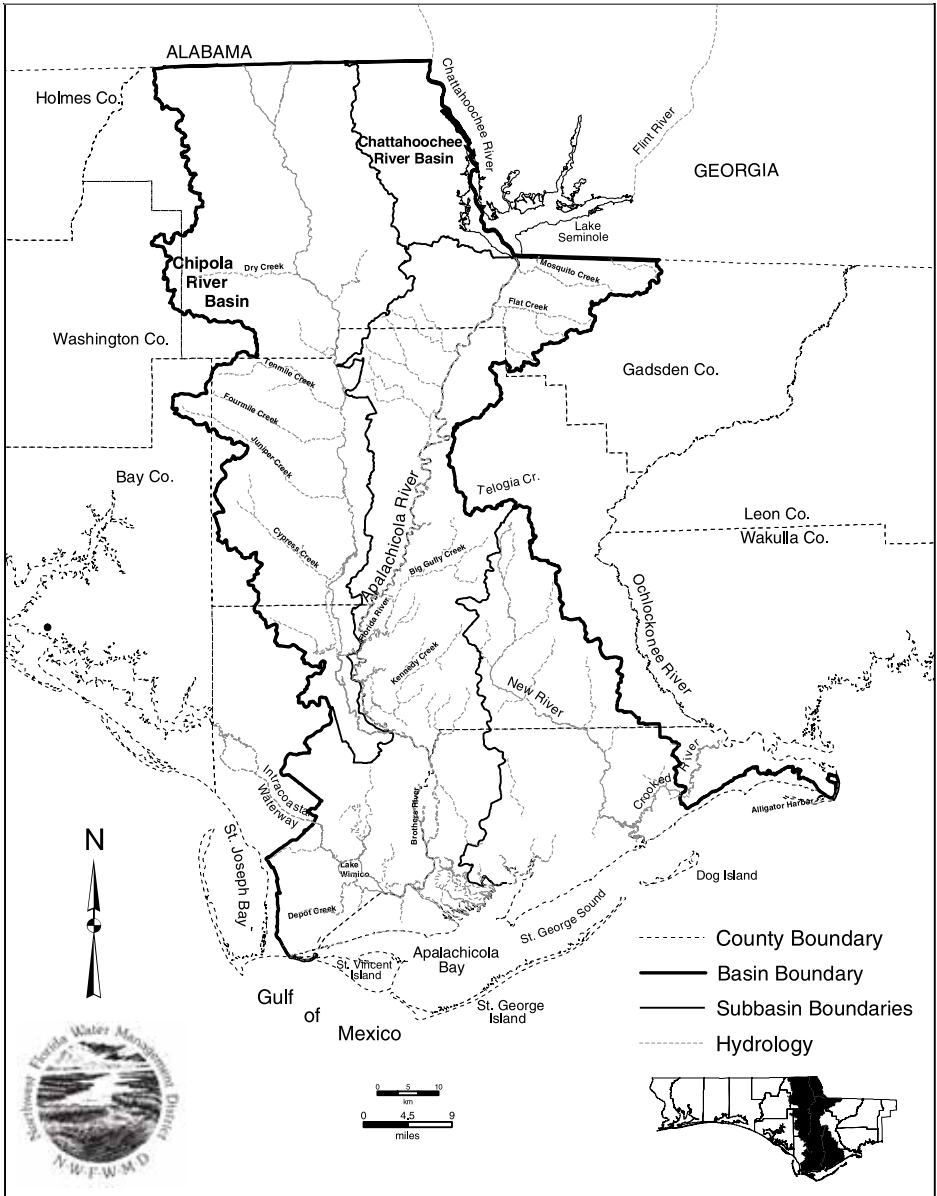 ALABAMA
Holmes Co.
Chattahoochee River
Chattahoochee
River Basin
Flint River
GEORGIA
Lake
Seminole
Chipola
River
Basin
Dry Creek
Mosquito Creek
Flat Creek
Washington Co.
Tenmile Creek
Gadsden Co.
Fourmile Creek
Juniper Creek
Bay Co.
Telogia Cr.
Apalachicola River
Leon Co.
Wakulla Co.
Cypress Creek
Big Gully Creek
Ochlockonee River
Florida River
Kennedy Creek
New River
Crooked River
Intracoastal
Waterway
Brothers River
Alligator Harbor
St. Joseph Bay
Lake
Wimico
Dog Island
Depot Creek
St. George Sound
N
Apalachicola
Bay
St. Vincent
Island
St. George
Island
Gulf
of
Mexico
County Boundary
Basin Boundary
Subbasin Boundaries
Hydrology
0 5 10
km
0 4.5 9
miles
Northwest Florida Water Management District
N·W·F·W·M·D